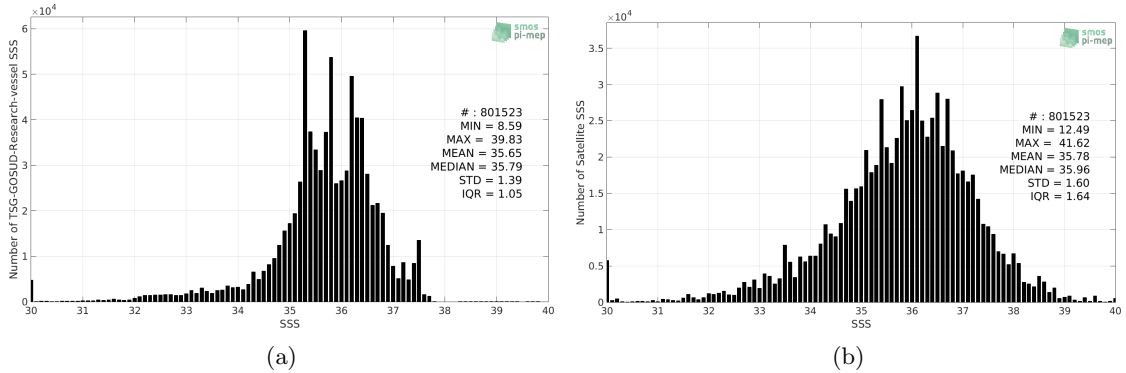 ×10⁴
6
5
4
3
2
1
0
Number of TSG-GOSUD-Research-vessel SSS
smos
pi-mep
# : 801523
MIN = 8.59
MAX = 39.83
MEAN = 35.65
MEDIAN = 35.79
STD = 1.39
IQR = 1.05
30 31 32 33 34 35 36 37 38 39 40
SSS
(a)
×10⁴
3.5
3
2.5
2
1.5
1
0.5
0
Number of Satellite SSS
smos
pi-mep
# : 801523
MIN = 12.49
MAX = 41.62
MEAN = 35.78
MEDIAN = 35.96
STD = 1.60
IQR = 1.64
30 31 32 33 34 35 36 37 38 39 40
SSS
(b)